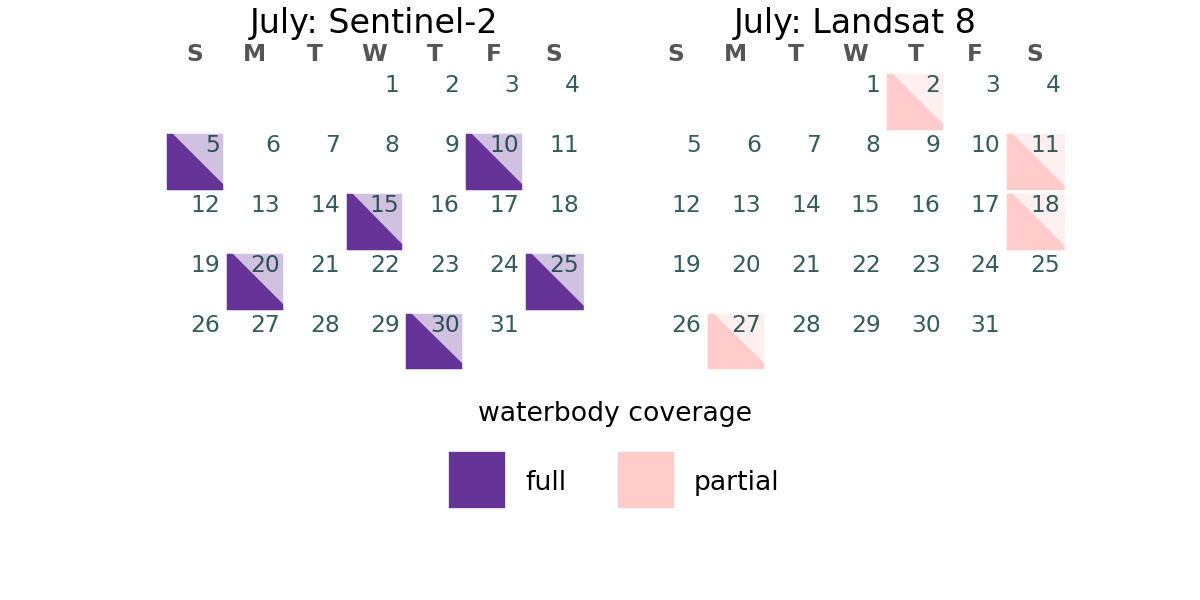 July: Sentinel-2
S M T W T F S
1 2 3 4
5 6 7 8 9 10 11
12 13 14 15 16 17 18
19 20 21 22 23 24 25
26 27 28 29 30 31
July: Landsat 8
S M T W T F S
1 2 3 4
5 6 7 8 9 10 11
12 13 14 15 16 17 18
19 20 21 22 23 24 25
26 27 28 29 30 31
waterbody coverage
full
partial